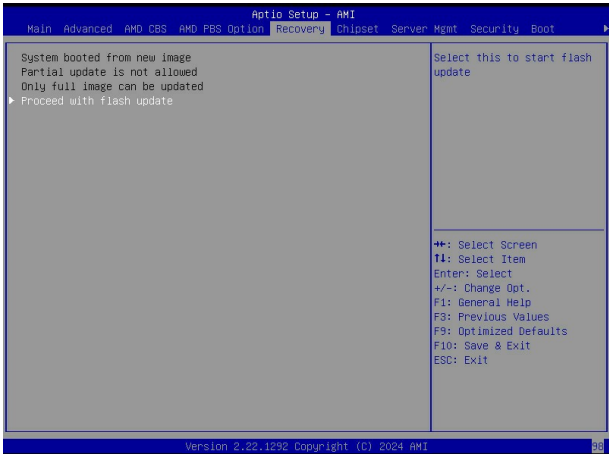 Aptio Setup - AMI
Main Advanced AMD CBS AMD PBS Option Recovery Chipset Server Mgmt Security Boot
System booted from new image
Partial update is not allowed
Only full image can be updated
Proceed with flash update
Select this to start flash
update
→←: Select Screen
↑↓: Select Item
Enter: Select
+/-: Change Opt.
F1: General Help
F3: Previous Values
F9: Optimized Defaults
F10: Save & Exit
ESC: Exit
Version 2.22.1292 Copyright (C) 2024 AMI
98